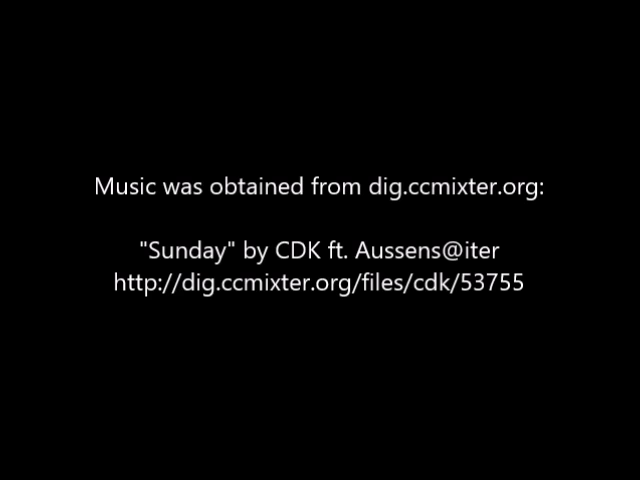 Music was obtained from dig.ccmixter.org:
"Sunday" by CDK ft. Aussens@iter
http://dig.ccmixter.org/files/cdk/53755